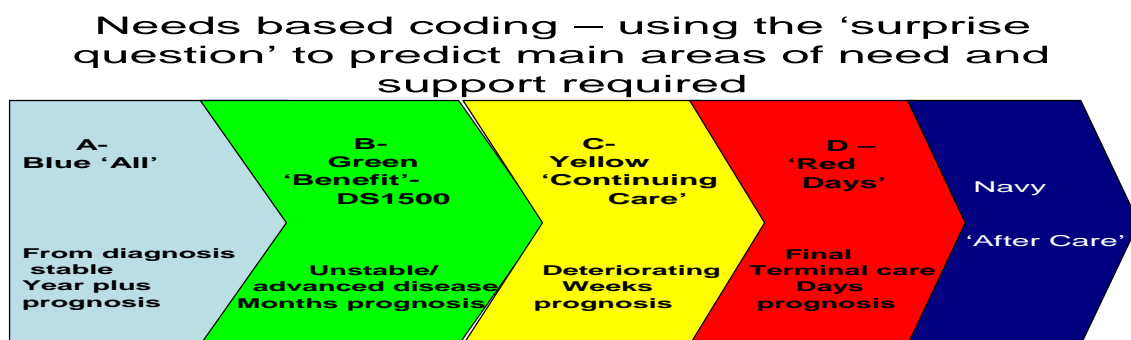 Needs based coding – using the ‘surprise
question’ to predict main areas of need and
support required
A-
Blue ‘All’
From diagnosis
stable
Year plus
prognosis
B-
Green
‘Benefit’-
DS1500
Unstable/
advanced disease
Months prognosis
C-
Yellow
‘Continuing
Care’
Deteriorating
Weeks
prognosis
D –
‘Red
Days’
Final
Terminal care
Days
prognosis
Navy
‘After Care’